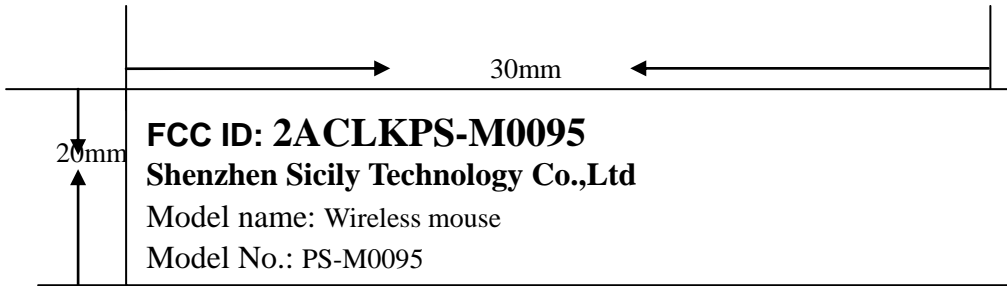 30mm
20mm
FCC ID: 2ACLKPS-M0095
Shenzhen Sicily Technology Co.,Ltd
Model name: Wireless mouse
Model No.: PS-M0095